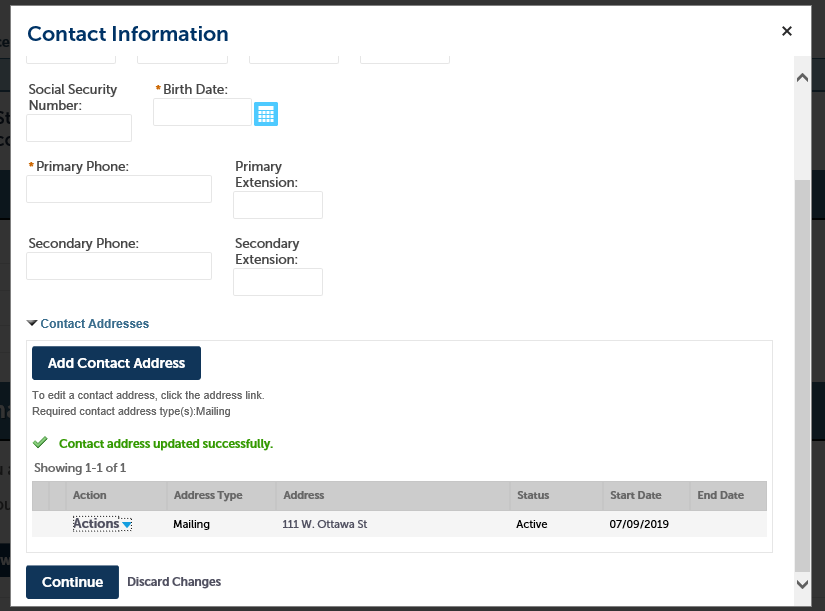 Contact Information
×
Social Security
Number:
* Birth Date:
* Primary Phone:
Primary
Extension:
Secondary Phone:
Secondary
Extension:
Contact Addresses
Add Contact Address
To edit a contact address, click the address link.
Required contact address type(s):Mailing
Contact address updated successfully.
Showing 1-1 of 1
Action Address Type Address Status Start Date End Date
Actions Mailing 111 W. Ottawa St Active 07/09/2019
Continue Discard Changes